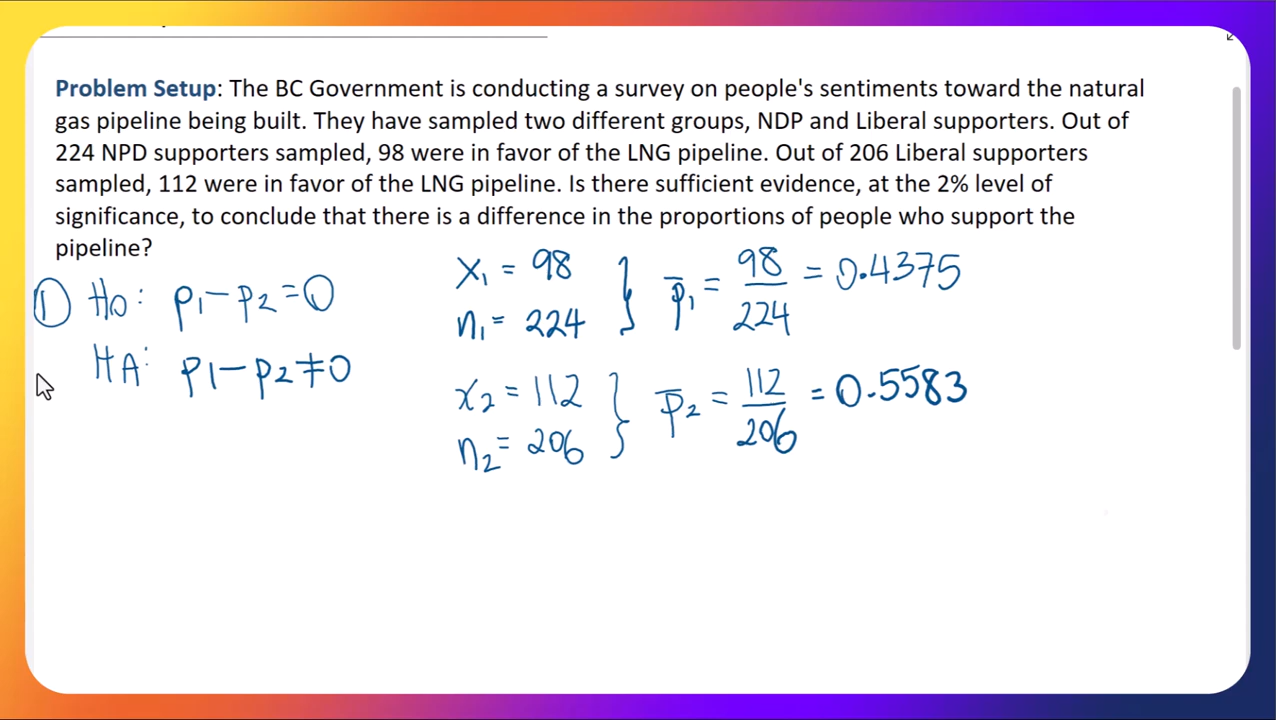 Problem Setup: The BC Government is conducting a survey on people's sentiments toward the natural
gas pipeline being built. They have sampled two different groups, NDP and Liberal supporters. Out of
224 NPD supporters sampled, 98 were in favor of the LNG pipeline. Out of 206 Liberal supporters
sampled, 112 were in favor of the LNG pipeline. Is there sufficient evidence, at the 2% level of
significance, to conclude that there is a difference in the proportions of people who support the
pipeline?
① H0: p1-p2=0
HA: p1-p2≠0
x1 = 98
n1 = 224
} p̄1 = 98/224 = 0.4375
x2 = 112
n2 = 206
} p̄2 = 112/206 = 0.5583